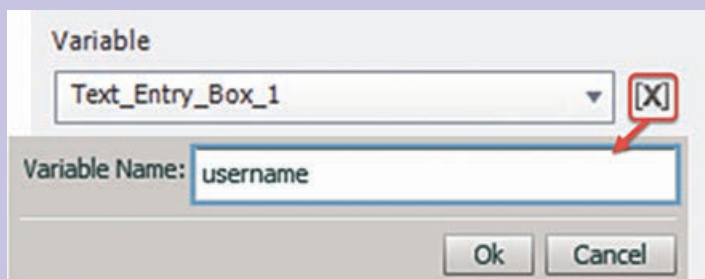 Variable
Text_Entry_Box_1 [X]
Variable Name: username
Ok Cancel